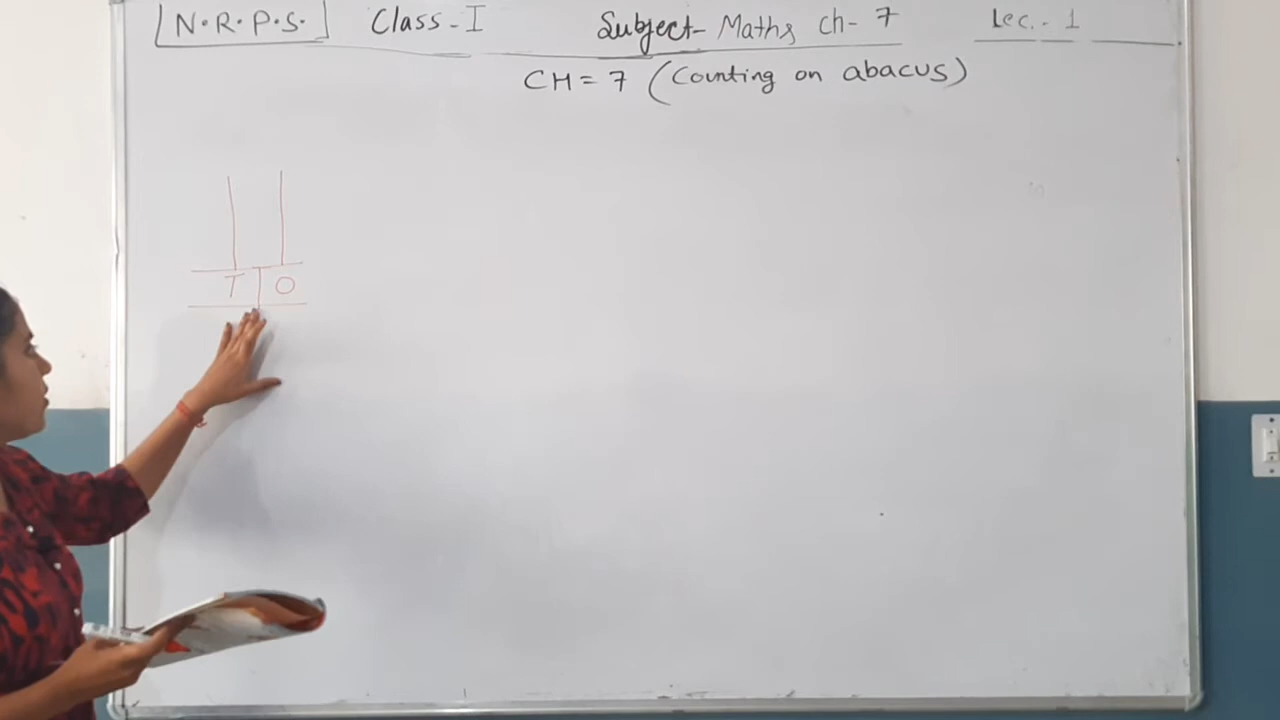 N.R.P.S. Class-I Subject- Maths Ch- 7 Lec.- 1
CH = 7 (Counting on abacus)
T O